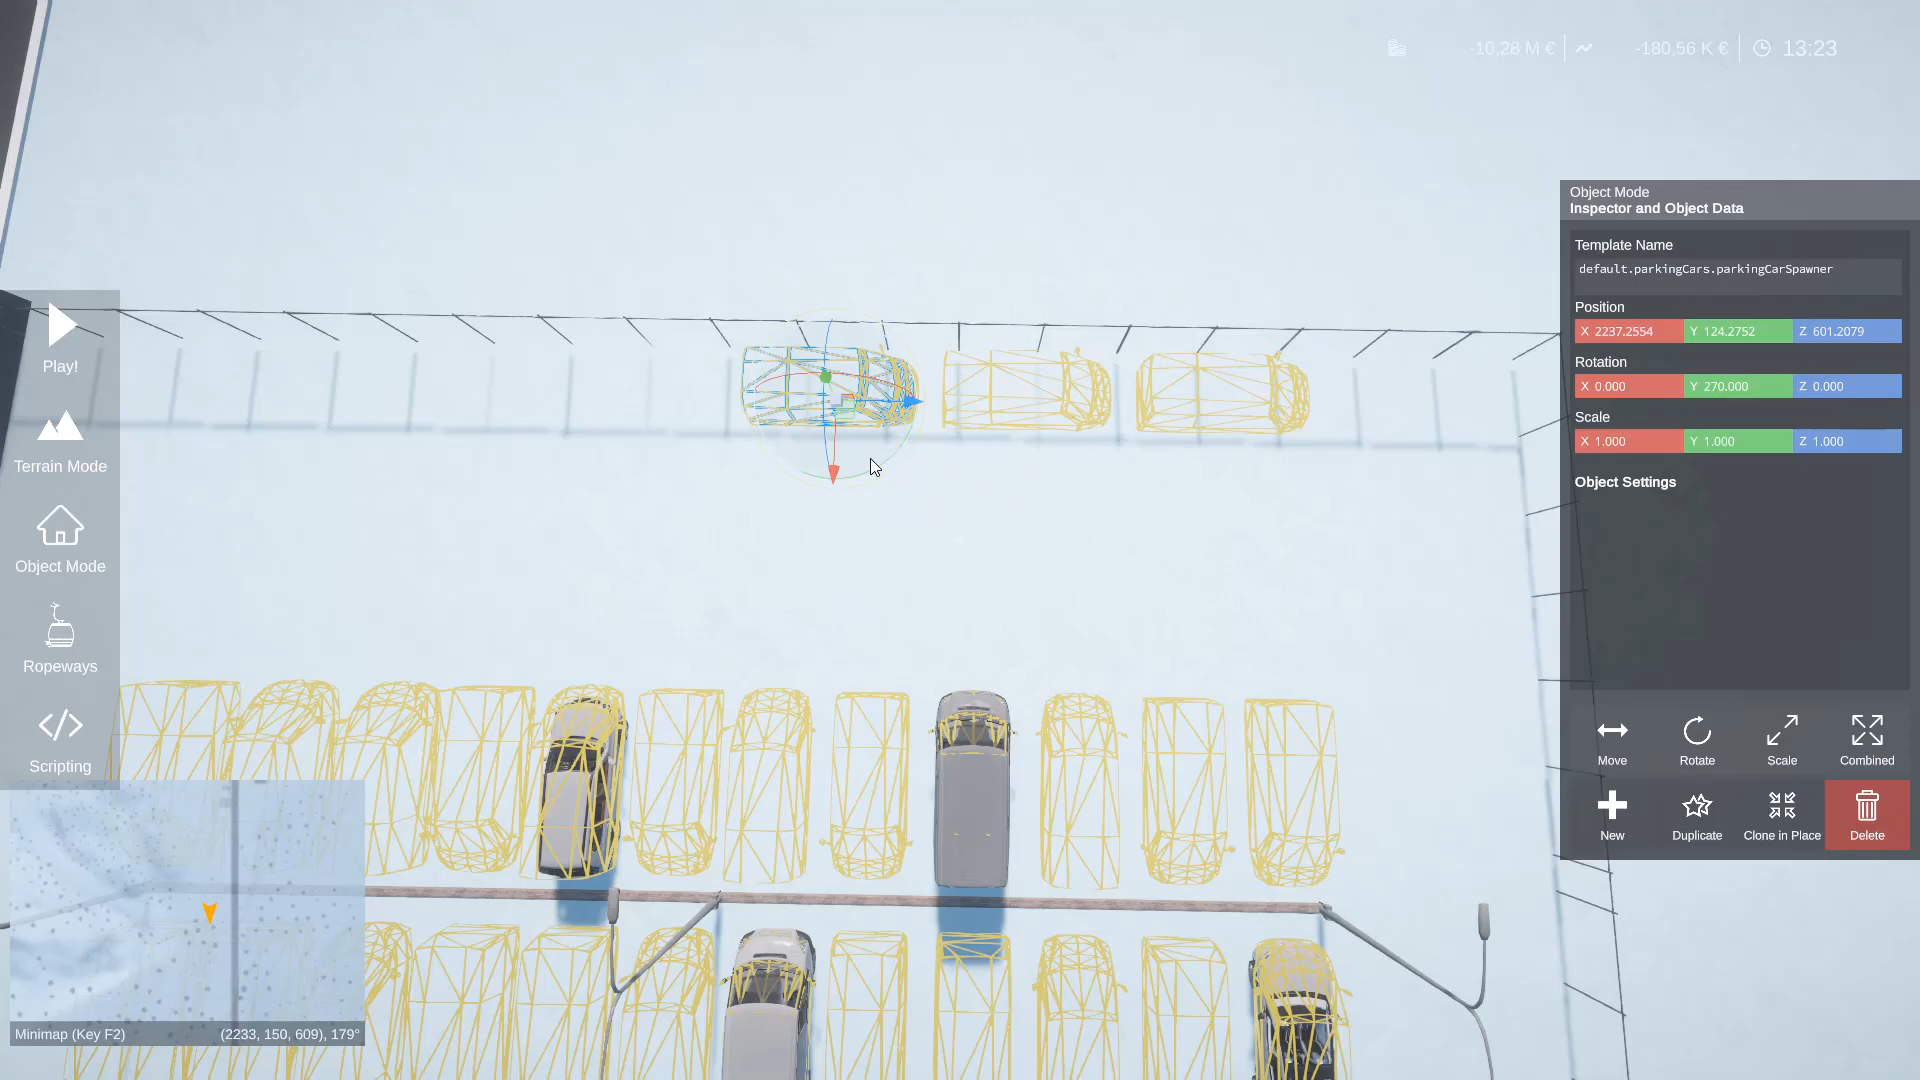 -10,28 M €
-180,56 K €
13:23
Object Mode
Inspector and Object Data
Template Name
default.parkingCars.parkingCarSpawner
Position
X 2237.2554 Y 124.2752 Z 601.2079
Rotation
X 0.000 Y 270.000 Z 0.000
Scale
X 1.000 Y 1.000 Z 1.000
Object Settings
Move Rotate Scale Combined
New Duplicate Clone in Place Delete
Play!
Terrain Mode
Object Mode
Ropeways
Scripting
Minimap (Key F2) (2233, 150, 609), 179°